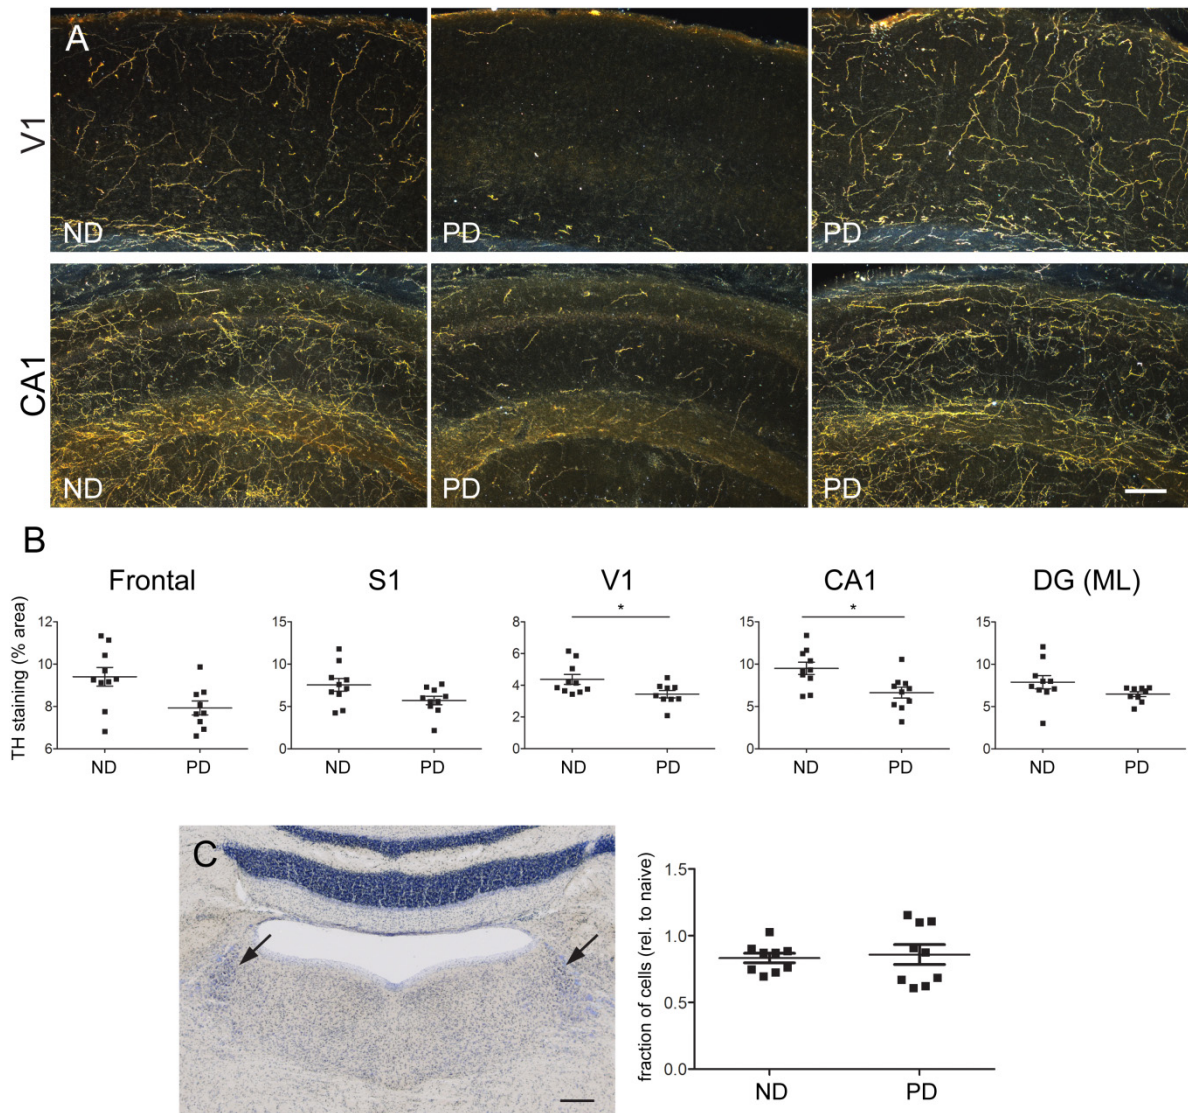 A
V1
ND
PD
PD
CA1
ND
PD
PD
B
Frontal
S1
V1
CA1
DG (ML)
TH staining (% area)
12
10
8
6
ND
PD
15
10
5
0
ND
PD
*
8
6
4
2
0
ND
PD
*
15
10
5
0
ND
PD
15
10
5
0
ND
PD
C
fraction of cells (rel. to naive)
1.5
1.0
0.5
0.0
ND
PD